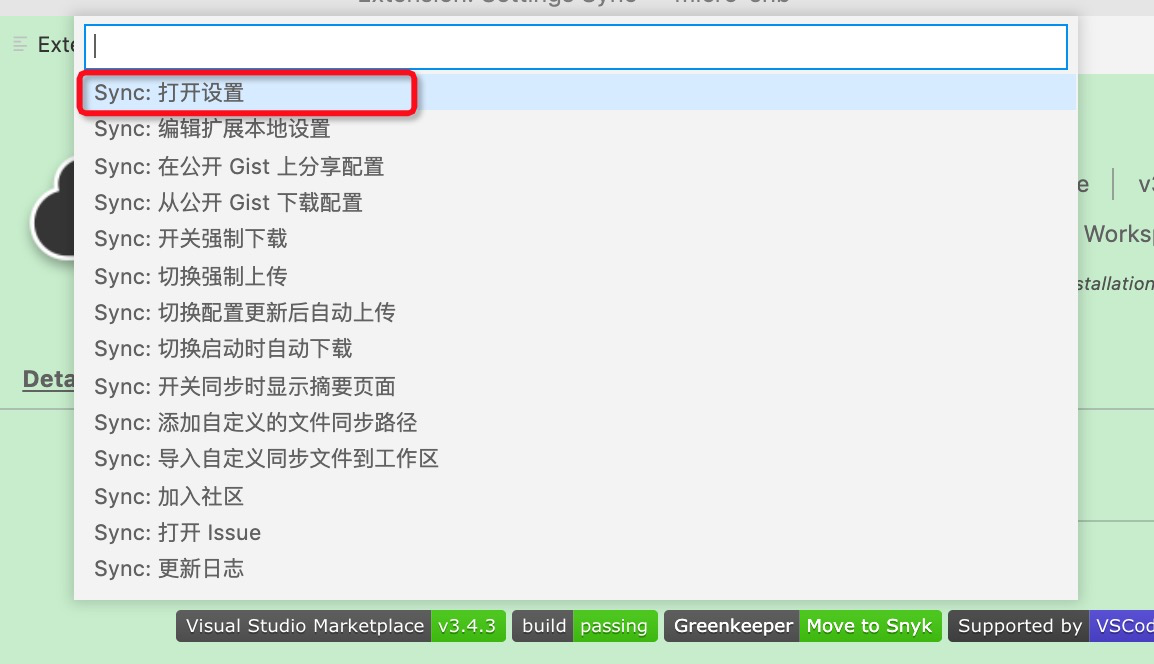 Exte
Sync: 打开设置
Sync: 编辑扩展本地设置
Sync: 在公开 Gist 上分享配置
Sync: 从公开 Gist 下载配置
Sync: 开关强制下载
Sync: 切换强制上传
Sync: 切换配置更新后自动上传
Sync: 切换启动时自动下载
Sync: 开关同步时显示摘要页面
Sync: 添加自定义的文件同步路径
Sync: 导入自定义同步文件到工作区
Sync: 加入社区
Sync: 打开 Issue
Sync: 更新日志
e | v3
Worksp
stallation
Deta
Visual Studio Marketplace v3.4.3 build passing Greenkeeper Move to Snyk Supported by VSCod